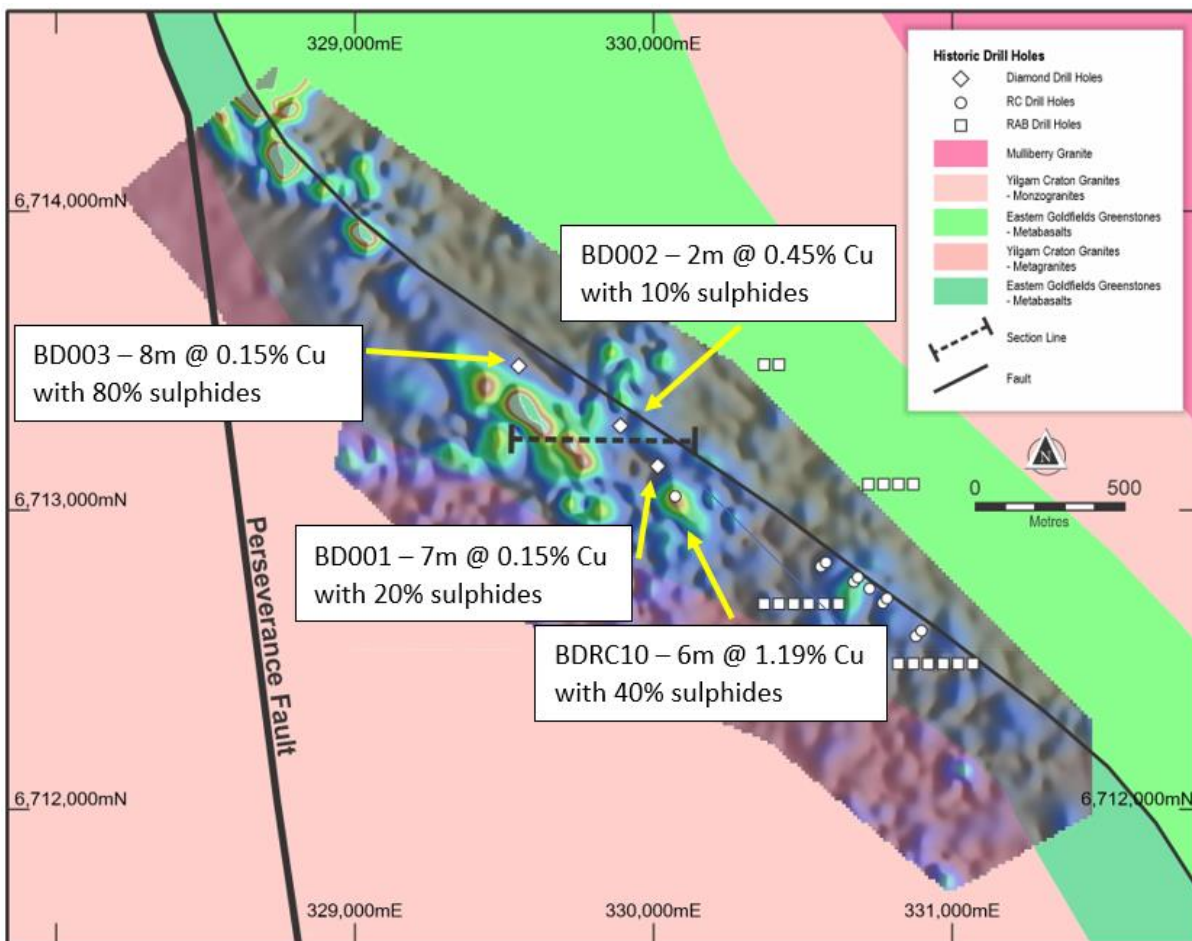 329,000mE
330,000mE
Historic Drill Holes
Diamond Drill Holes
RC Drill Holes
RAB Drill Holes
Mulliberry Granite
Yilgarn Craton Granites
- Monzogranites
Eastern Goldfields Greenstones
- Metabasalts
Yilgarn Craton Granites
- Metagranites
Eastern Goldfields Greenstones
- Metabasalts
Section Line
Fault
6,714,000mN
BD002 – 2m @ 0.45% Cu
with 10% sulphides
BD003 – 8m @ 0.15% Cu
with 80% sulphides
N
0 500
Metres
6,713,000mN
BD001 – 7m @ 0.15% Cu
with 20% sulphides
Perseverance Fault
BDRC10 – 6m @ 1.19% Cu
with 40% sulphides
6,712,000mN
6,712,000mN
329,000mE
330,000mE
331,000mE